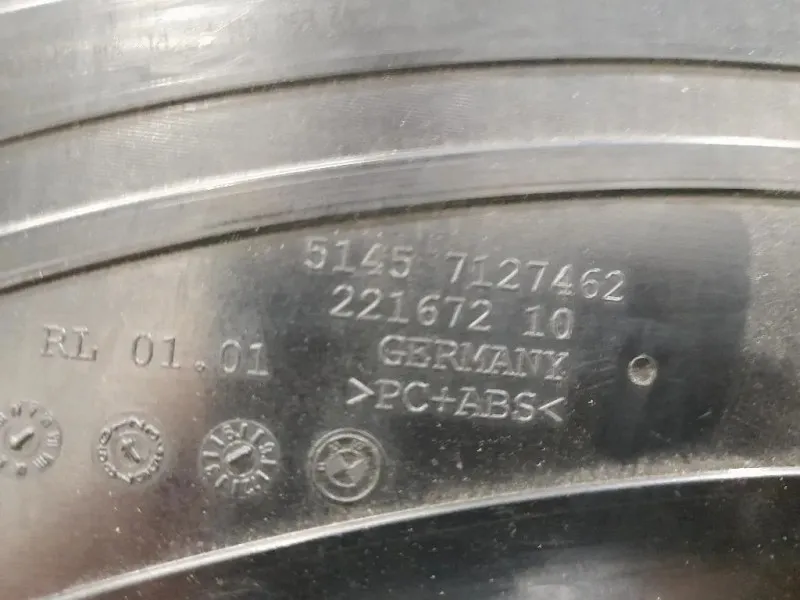 5145 7127462
221672 10
RL 01.01
GERMANY
>PC+ABS<